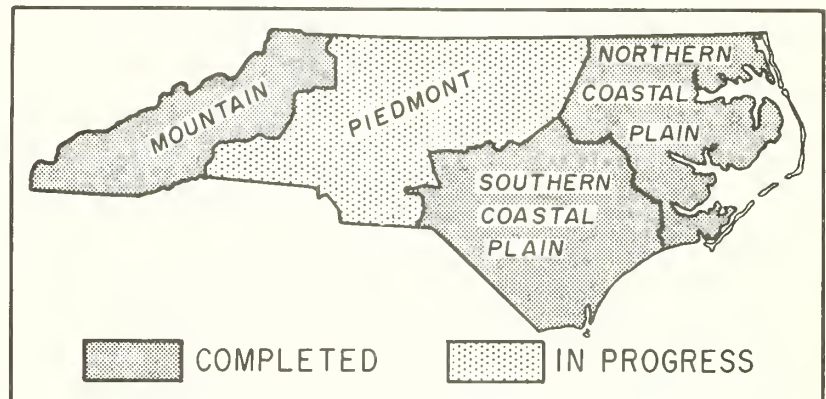 MOUNTAIN
PIEDMONT
NORTHERN
COASTAL
PLAIN
SOUTHERN
COASTAL
PLAIN
COMPLETED
IN PROGRESS